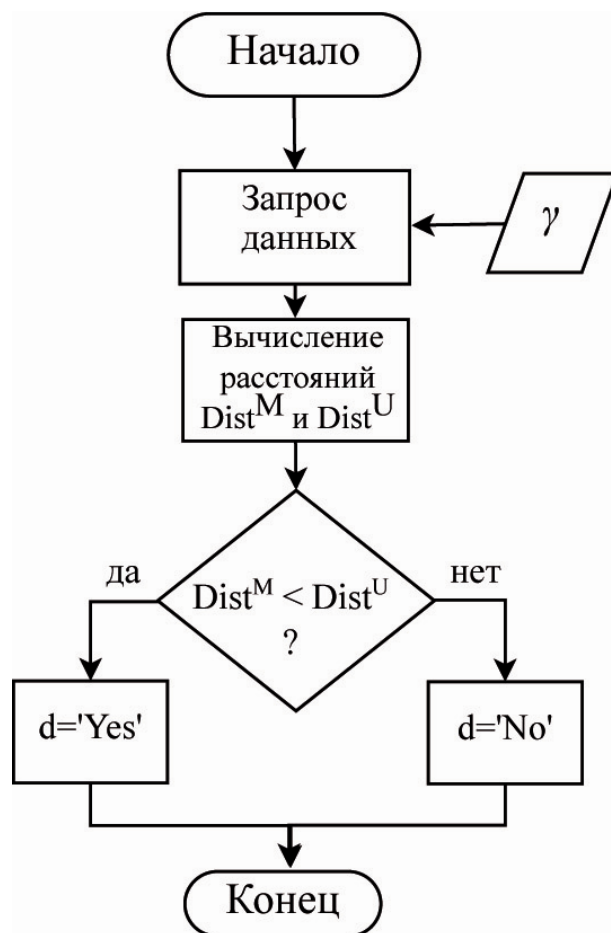 Начало
Запрос
данных
γ
Вычисление
расстояний
Dist^M и Dist^U
да
нет
Dist^M < Dist^U
?
d='Yes'
d='No'
Конец